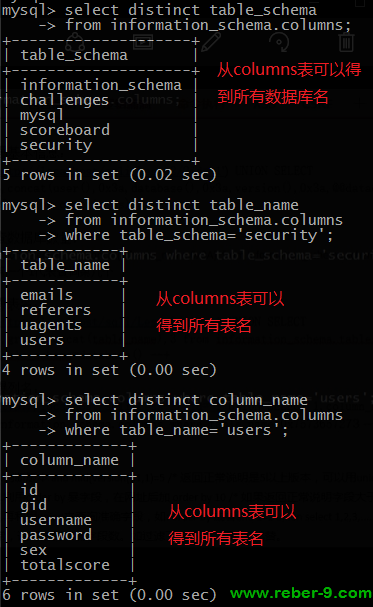 mysql> select distinct table_schema
    -> from information_schema.columns;
+--------------------+
| table_schema       |
+--------------------+
| information_schema |
| challenges         |
| mysql              |
| scoreboard         |
| security           |
+--------------------+
从columns表可以得
到所有数据库名
5 rows in set (0.02 sec)
mysql> select distinct table_name
    -> from information_schema.columns
    -> where table_schema='security';
+------------+
| table_name |
+------------+
| emails     |
| referers   |
| uagents    |
| users      |
+------------+
从columns表可以
得到所有表名
4 rows in set (0.00 sec)
mysql> select distinct column_name
    -> from information_schema.columns
    -> where table_name='users';
+-------------+
| column_name |
+-------------+
| id          |
| gid         |
| username    |
| password    |
| sex         |
| totalscore  |
+-------------+
从columns表可以
得到所有表名
6 rows in set (0.00 sec)
www.reber-9.com